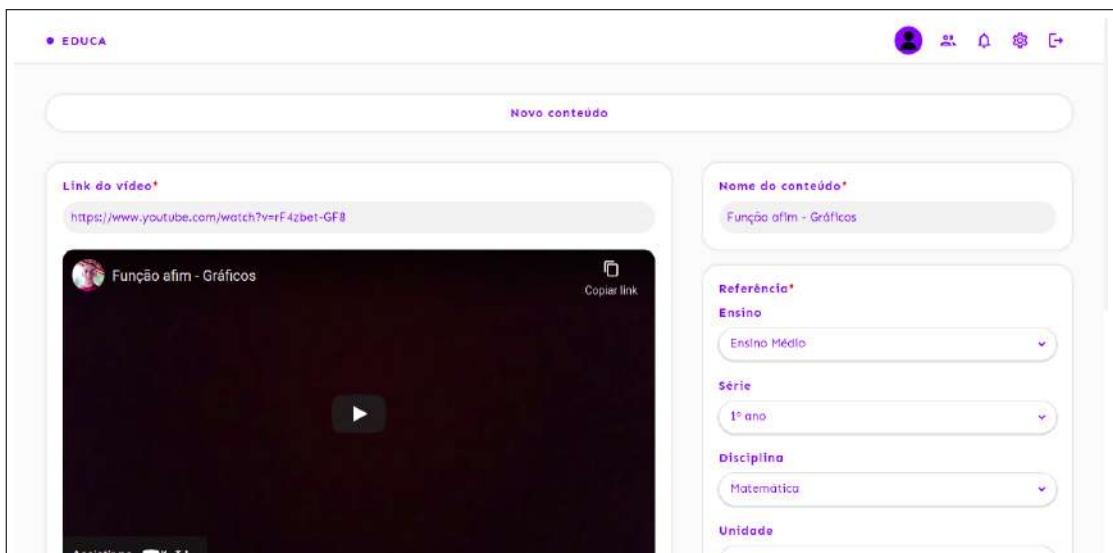 EDUCA
Novo conteúdo
Link do vídeo*
https://www.youtube.com/watch?v=rF4zbet-GF8
Função afim - Gráficos
Copiar link
Nome do conteúdo*
Função afim - Gráficos
Referência*
Ensino
Ensino Médio
Série
1º ano
Disciplina
Matemática
Unidade